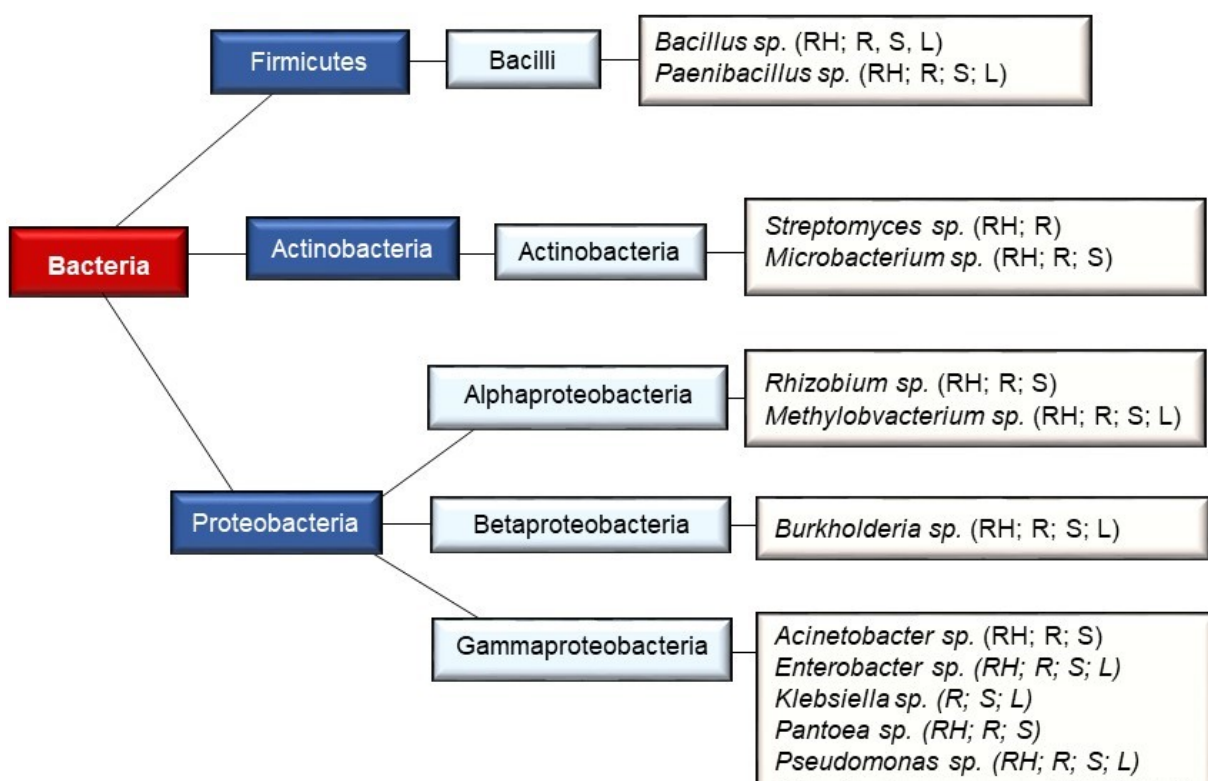 Firmicutes
Bacilli
Bacillus sp. (RH; R, S, L)
Paenibacillus sp. (RH; R; S; L)
Bacteria
Actinobacteria
Actinobacteria
Streptomyces sp. (RH; R)
Microbacterium sp. (RH; R; S)
Alphaproteobacteria
Rhizobium sp. (RH; R; S)
Methylobvacterium sp. (RH; R; S; L)
Proteobacteria
Betaproteobacteria
Burkholderia sp. (RH; R; S; L)
Gammaproteobacteria
Acinetobacter sp. (RH; R; S)
Enterobacter sp. (RH; R; S; L)
Klebsiella sp. (R; S; L)
Pantoea sp. (RH; R; S)
Pseudomonas sp. (RH; R; S; L)